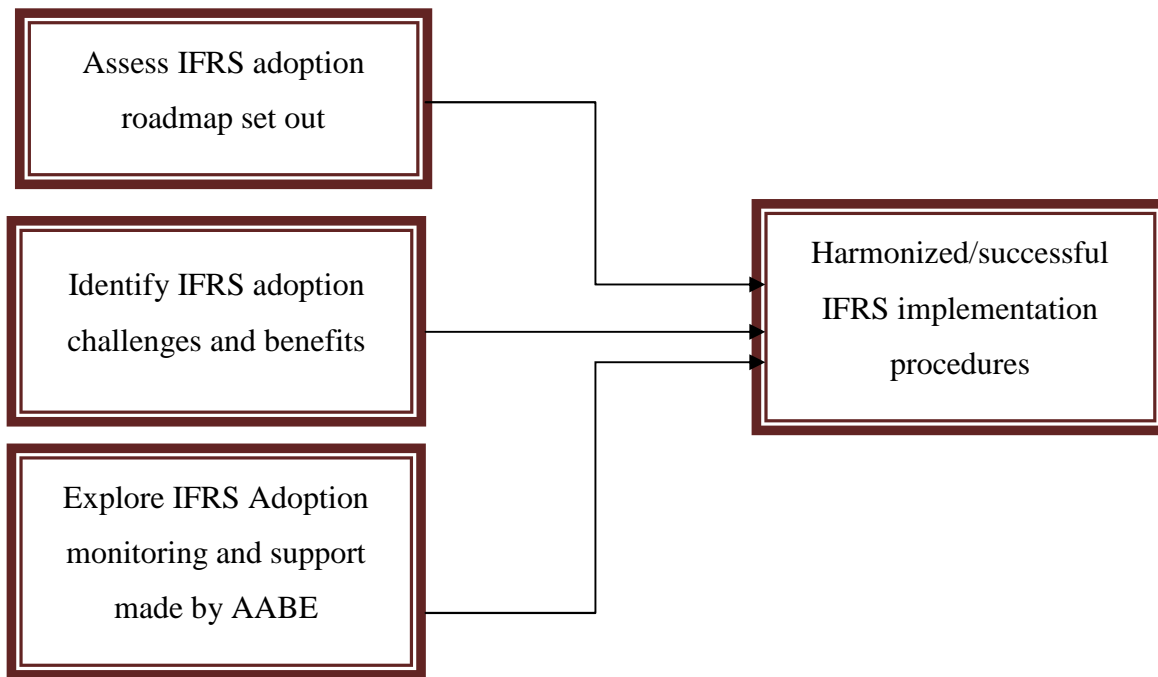 Assess IFRS adoption
roadmap set out
Identify IFRS adoption
challenges and benefits
Explore IFRS Adoption
monitoring and support
made by AABE
Harmonized/successful
IFRS implementation
procedures